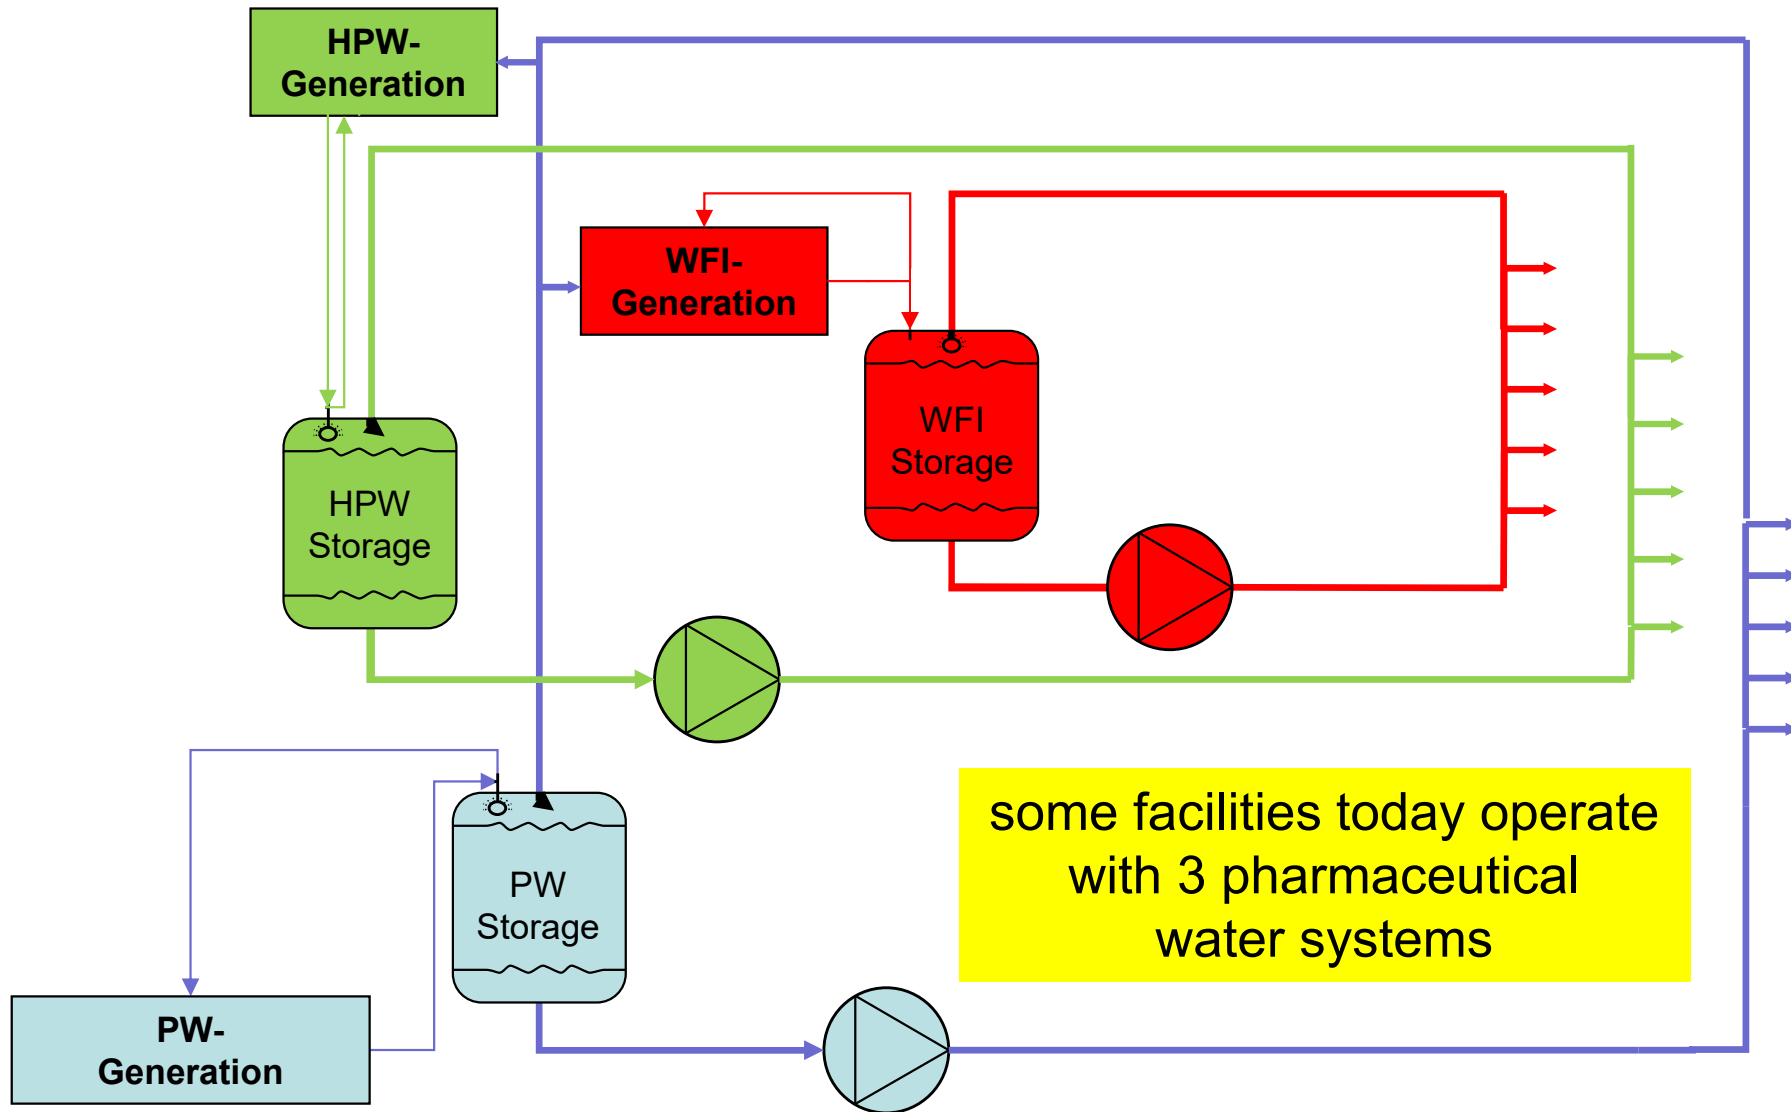 HPW-
Generation
WFI-
Generation
WFI
Storage
HPW
Storage
PW
Storage
some facilities today operate
with 3 pharmaceutical
water systems
PW-
Generation